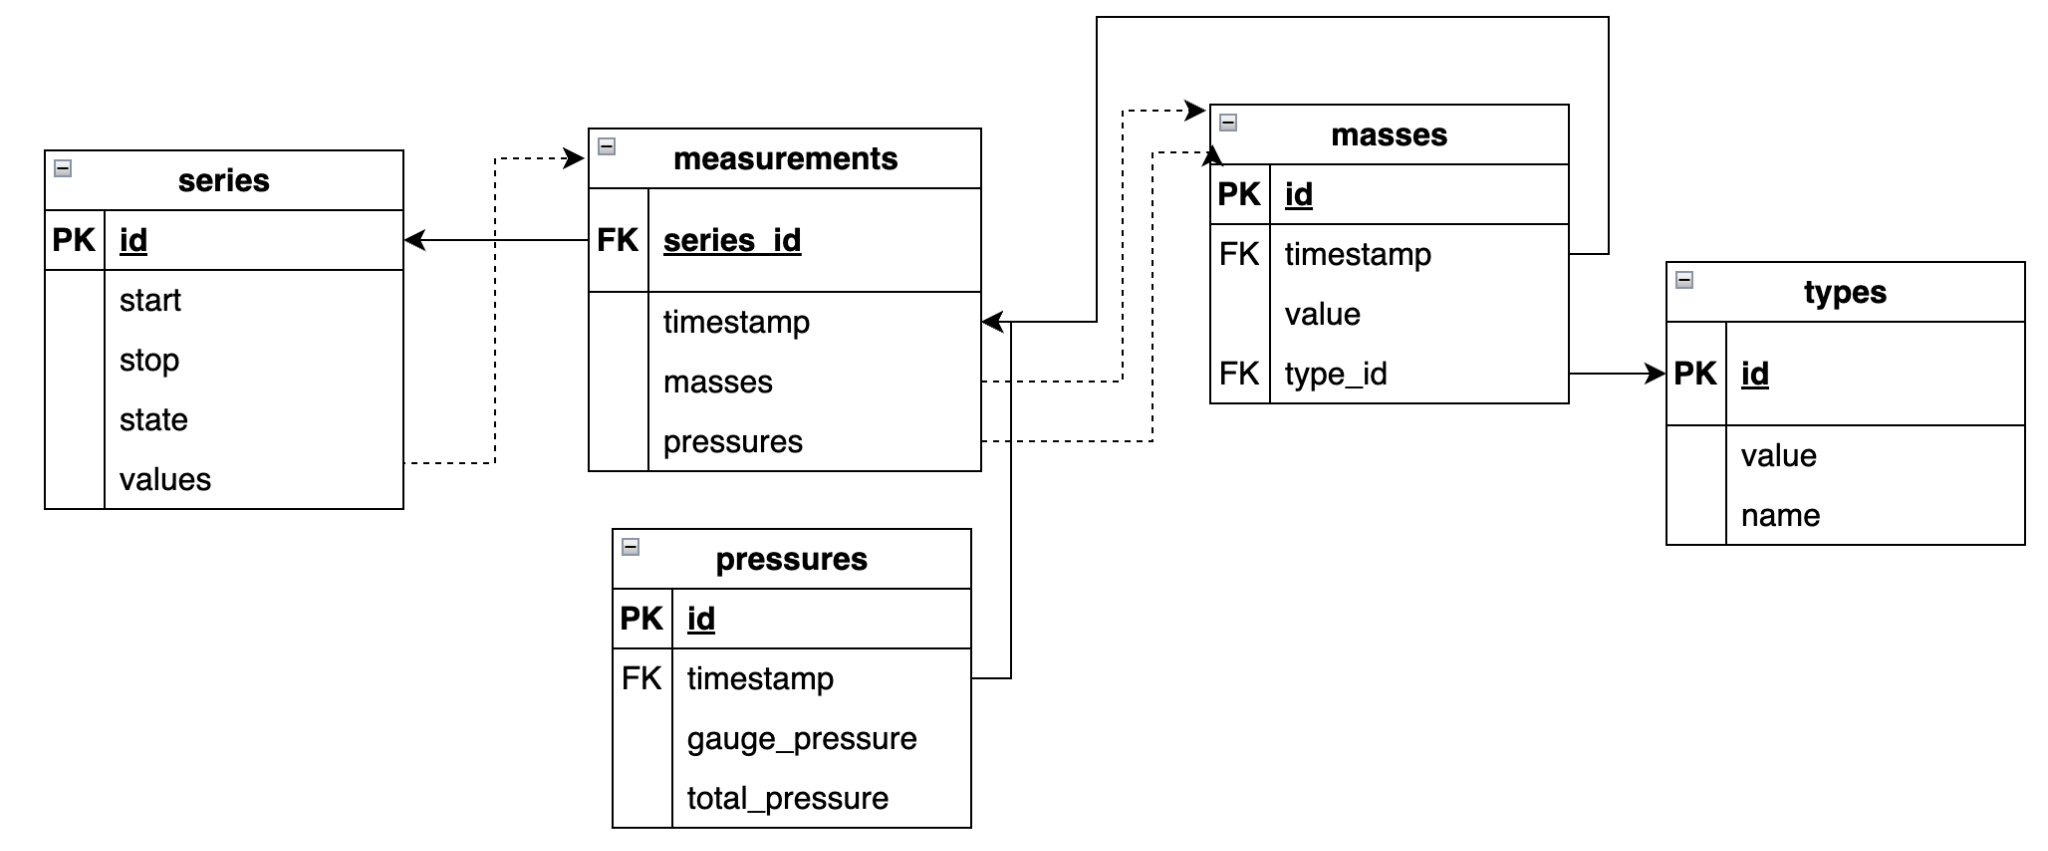 series
PK id
start
stop
state
values
measurements
FK series_id
timestamp
masses
pressures
pressures
PK id
FK timestamp
gauge_pressure
total_pressure
masses
PK id
FK timestamp
value
FK type_id
types
PK id
value
name